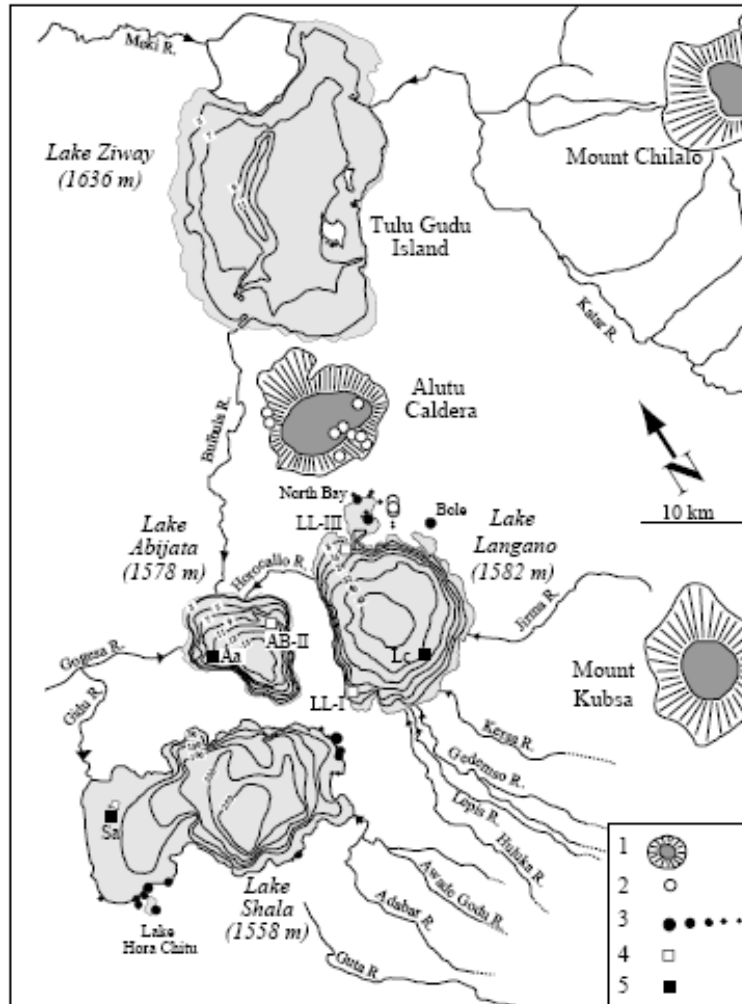 Meki R.
Lake Ziway
(1636 m)
Mount Chilalo
Tulu Gudu
Island
Katar R.
Alutu
Caldera
Bulbula R.
N
10 km
North Bay
LL-III
Bole
Lake
Langano
(1582 m)
Lake
Abijata
(1578 m)
Horocallo R.
Jirma R.
AB-II
Aa
Lc
Gogesa R.
Gidu R.
LL-I
Mount
Kubsa
Kersa R.
Gedemso R.
Lepis R.
Huluka R.
Sa
Lake
Shala
(1558 m)
Awade Godu R.
Adabar R.
Guta R
Lake
Hora Chitu
1
2
3
4
5